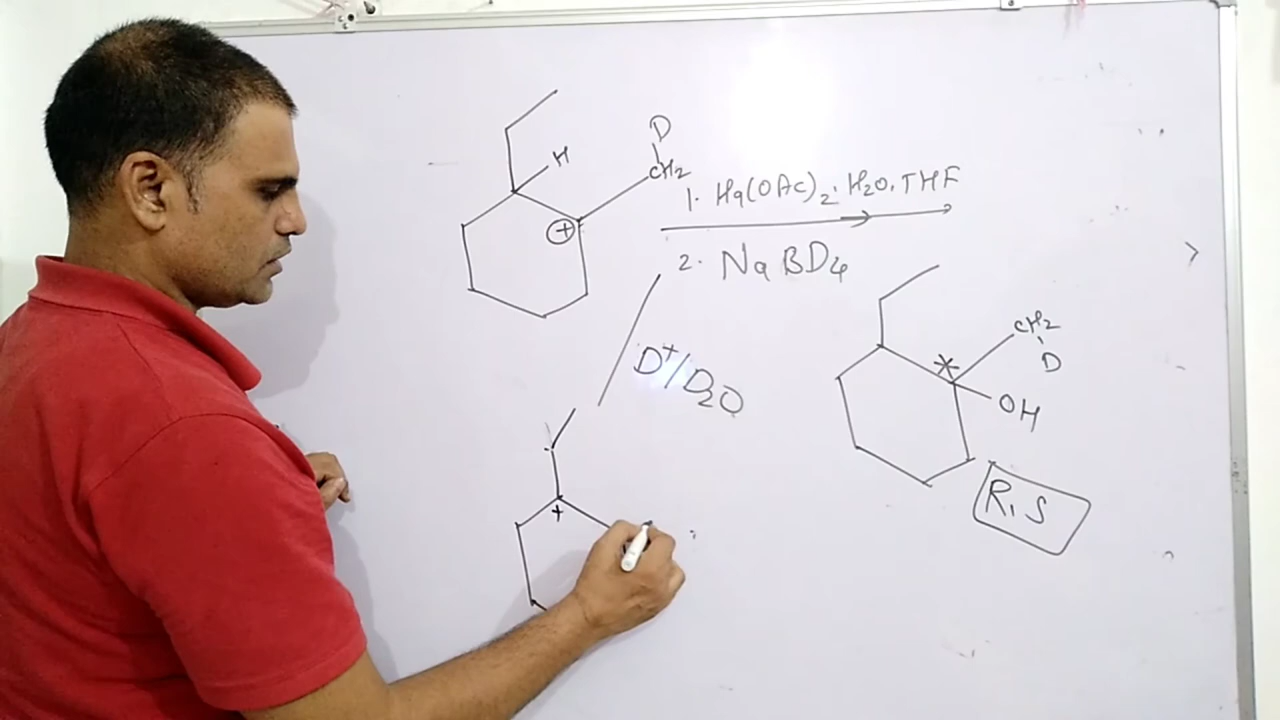 D
H
CH2
+
1. Hg(OAc)2, H2O, THF
2. NaBD4
D+/D2O
CH2
D
*
OH
R, S
+